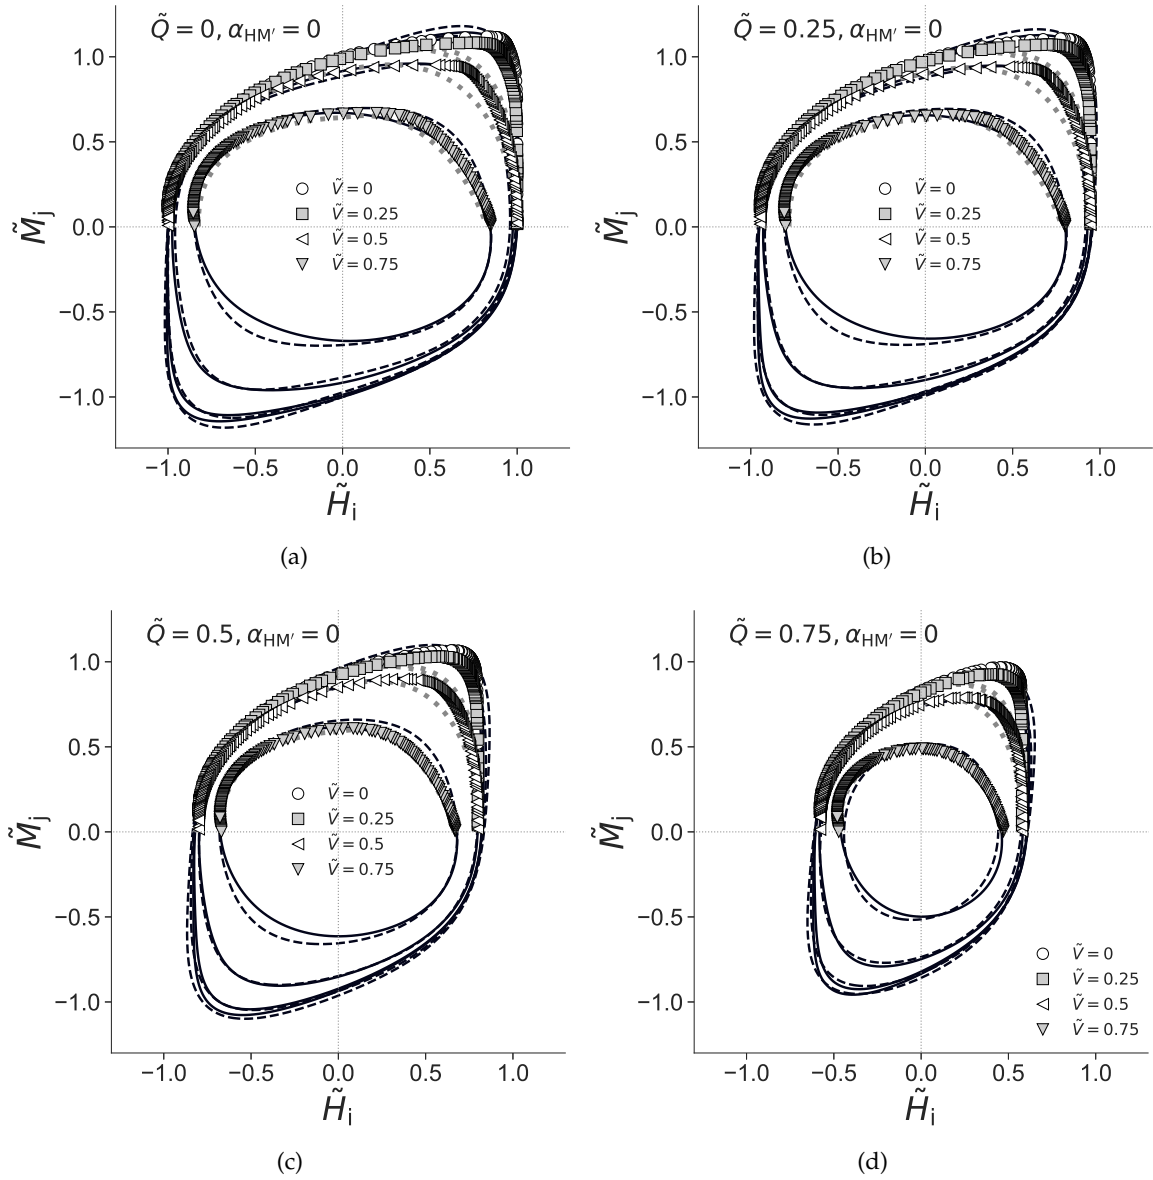 Q̃ = 0, α_HM′ = 0
1.0
0.5
0.0
−0.5
−1.0
M̃_j
Ṽ = 0
Ṽ = 0.25
Ṽ = 0.5
Ṽ = 0.75
−1.0 −0.5 0.0 0.5 1.0
H̃_i
(a)
Q̃ = 0.25, α_HM′ = 0
1.0
0.5
0.0
−0.5
−1.0
M̃_j
Ṽ = 0
Ṽ = 0.25
Ṽ = 0.5
Ṽ = 0.75
−1.0 −0.5 0.0 0.5 1.0
H̃_i
(b)
Q̃ = 0.5, α_HM′ = 0
1.0
0.5
0.0
−0.5
−1.0
M̃_j
Ṽ = 0
Ṽ = 0.25
Ṽ = 0.5
Ṽ = 0.75
−1.0 −0.5 0.0 0.5 1.0
H̃_i
(c)
Q̃ = 0.75, α_HM′ = 0
1.0
0.5
0.0
−0.5
−1.0
M̃_j
Ṽ = 0
Ṽ = 0.25
Ṽ = 0.5
Ṽ = 0.75
−1.0 −0.5 0.0 0.5 1.0
H̃_i
(d)